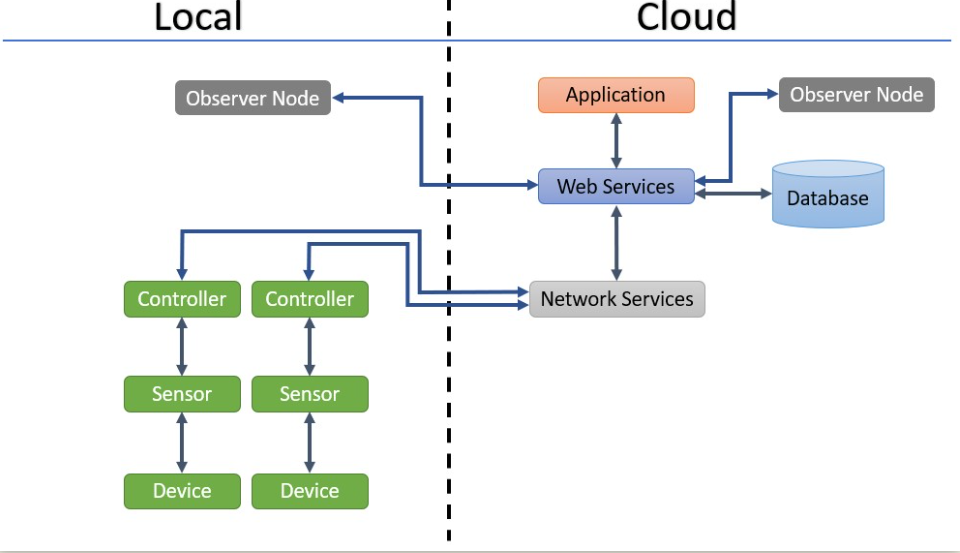 Local
Cloud
Observer Node
Application
Observer Node
Web Services
Database
Controller
Controller
Network Services
Sensor
Sensor
Device
Device